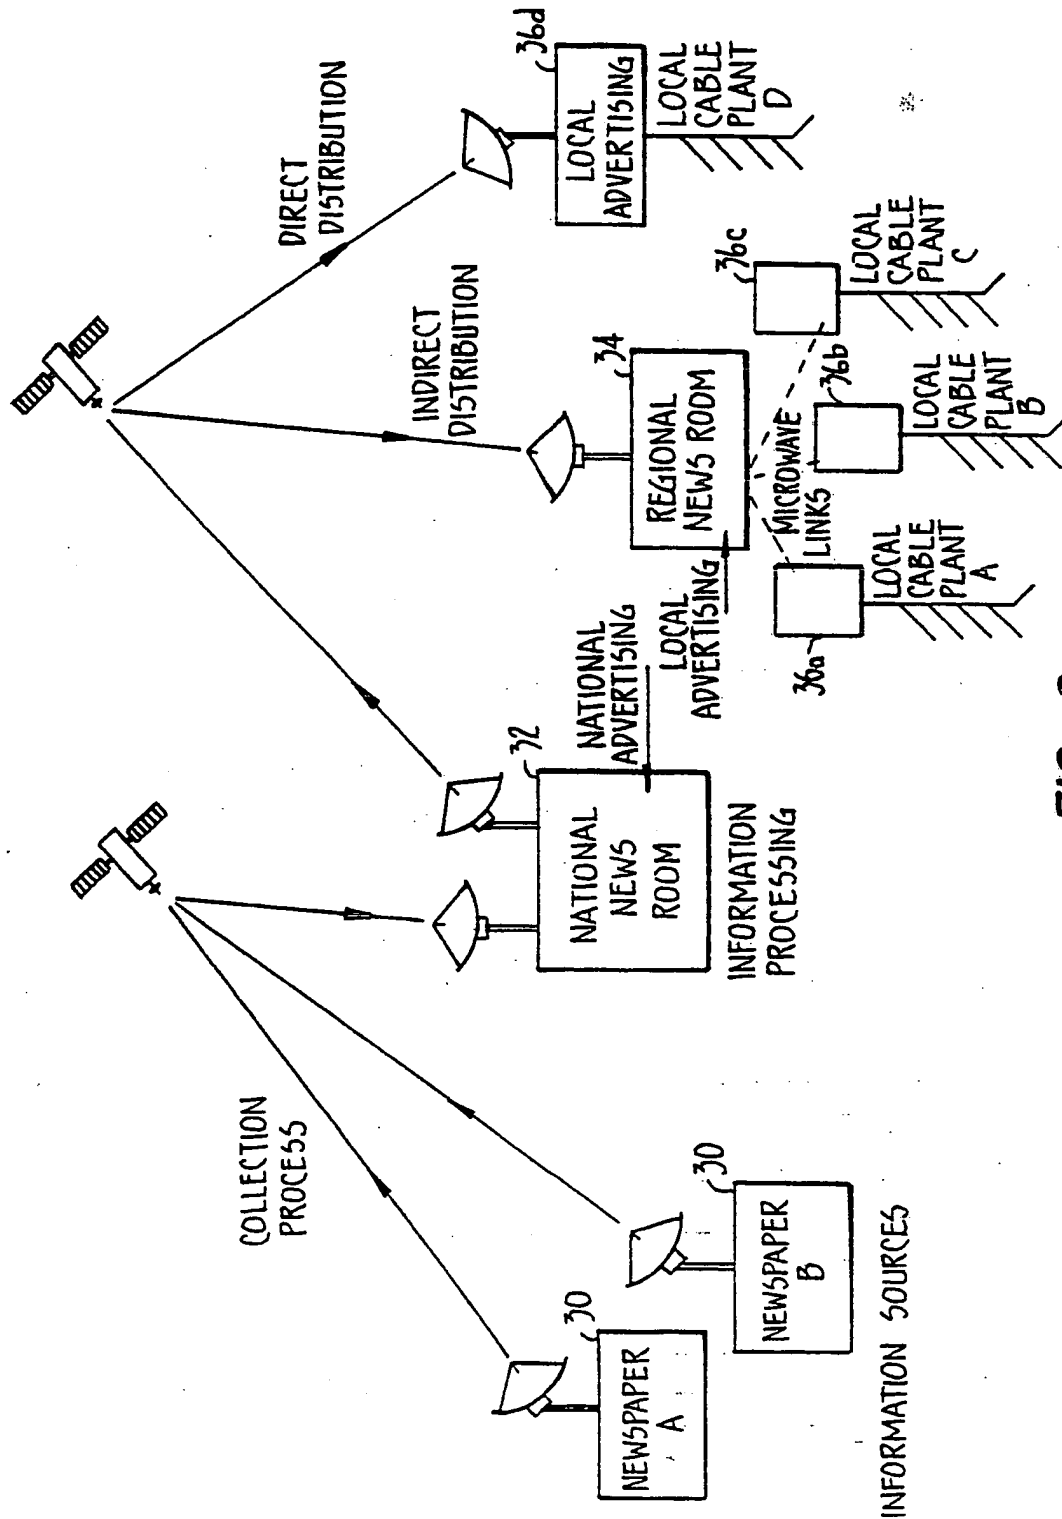 COLLECTION
PROCESS
DIRECT
DISTRIBUTION
INDIRECT
DISTRIBUTION
30
NEWSPAPER
A
30
NEWSPAPER
B
INFORMATION SOURCES
32
NATIONAL
NEWS
ROOM
INFORMATION
PROCESSING
NATIONAL
ADVERTISING
LOCAL
ADVERTISING
34
REGIONAL
NEWS ROOM
MICROWAVE
LINKS
36a
LOCAL
CABLE
PLANT
A
36b
LOCAL
CABLE
PLANT
B
36c
LOCAL
CABLE
PLANT
C
36d
LOCAL
ADVERTISING
LOCAL
CABLE
PLANT
D